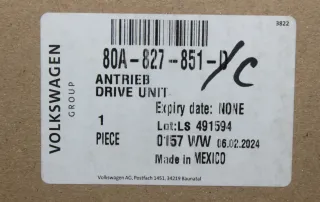 3822
80A-827-851-D/C
ANTRIEB
DRIVE UNIT
Expiry date: NONE
1
Lot:LS 491594
PIECE
0157 WW 06.02.2024
Made in MEXICO
VOLKSWAGEN
GROUP
Volkswagen AG, Postfach 1451, 34219 Baunatal